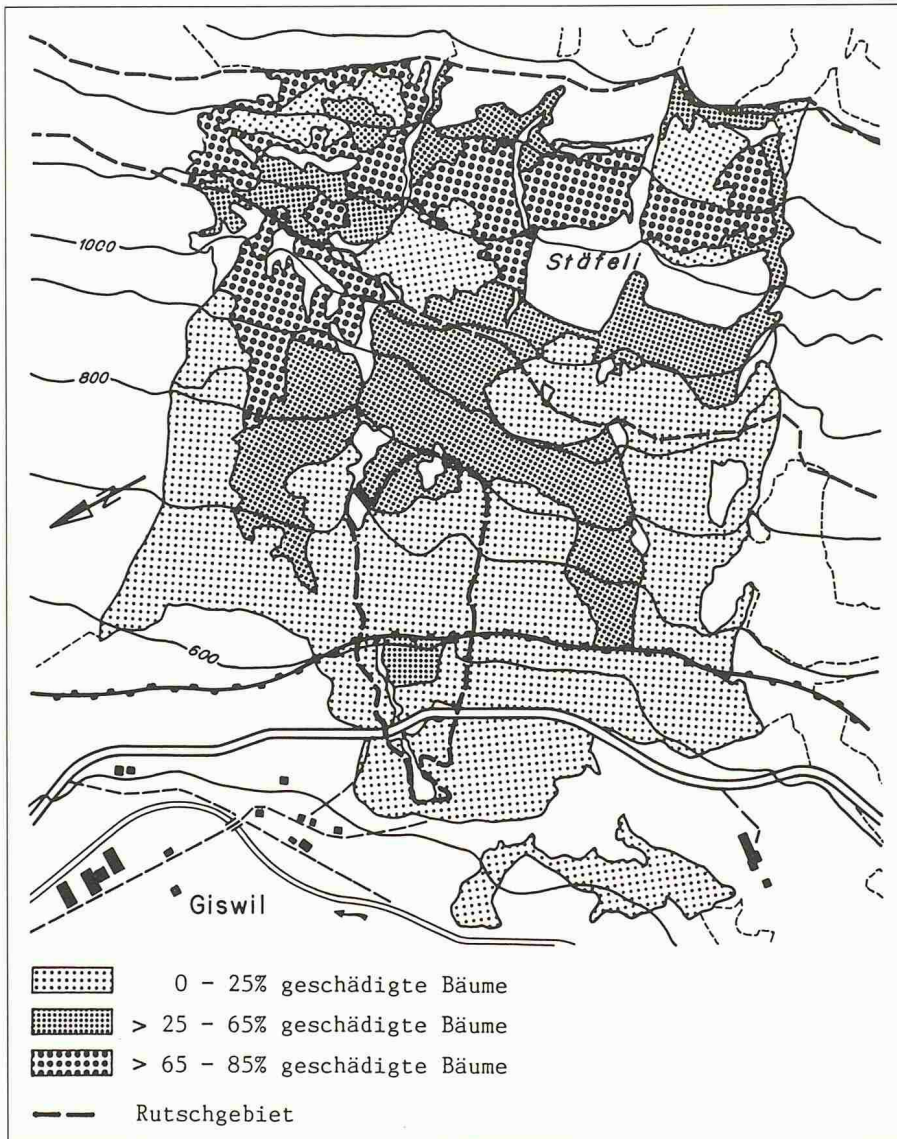 1000
Stäfeli
800
600
Giswil
0 - 25% geschädigte Bäume
> 25 - 65% geschädigte Bäume
> 65 - 85% geschädigte Bäume
Rutschgebiet